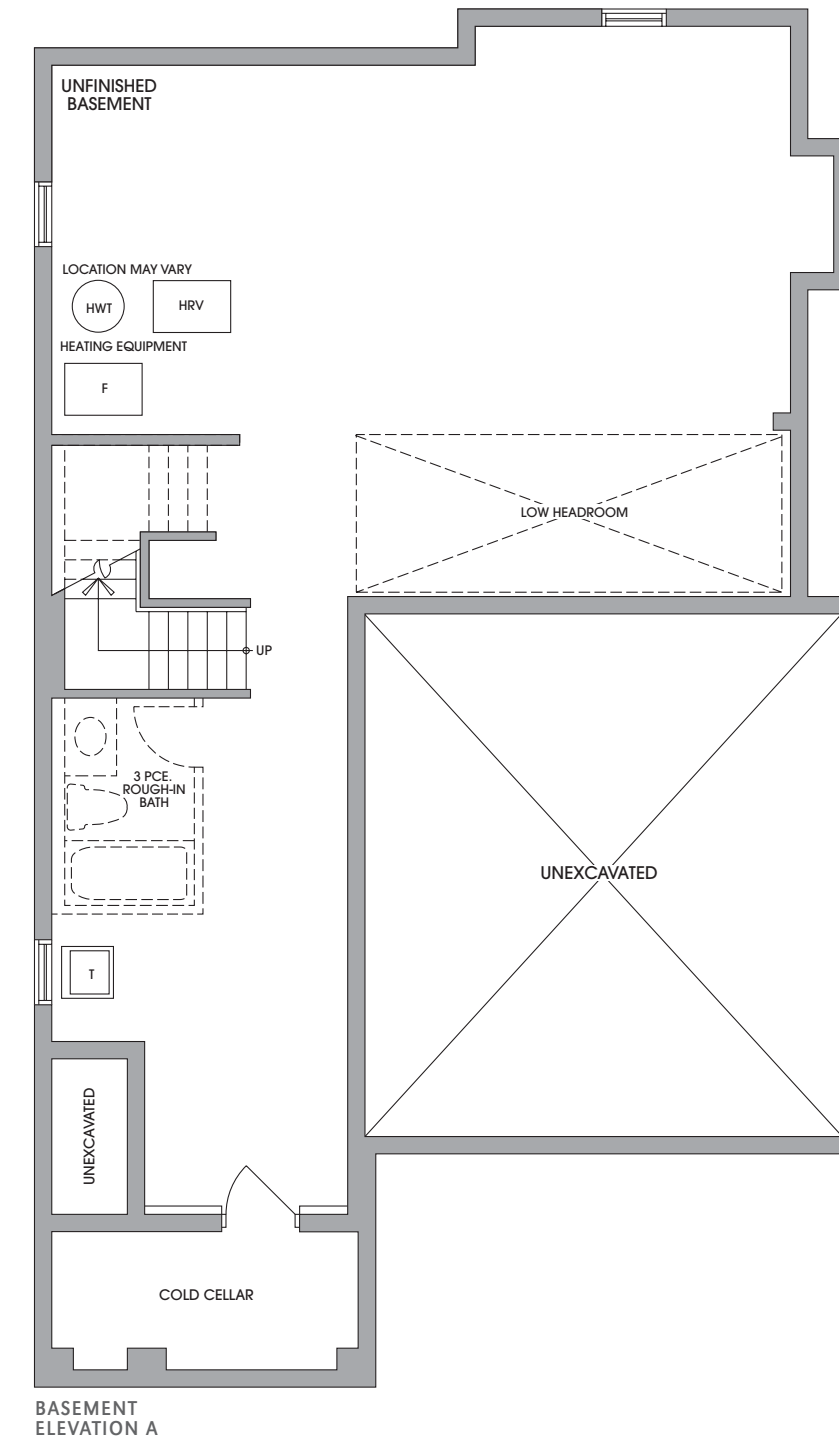 UNFINISHED
BASEMENT
LOCATION MAY VARY
HWT
HRV
HEATING EQUIPMENT
F
LOW HEADROOM
UP
3 PCE.
ROUGH-IN
BATH
UNEXCAVATED
T
UNEXCAVATED
COLD CELLAR
BASEMENT
ELEVATION A